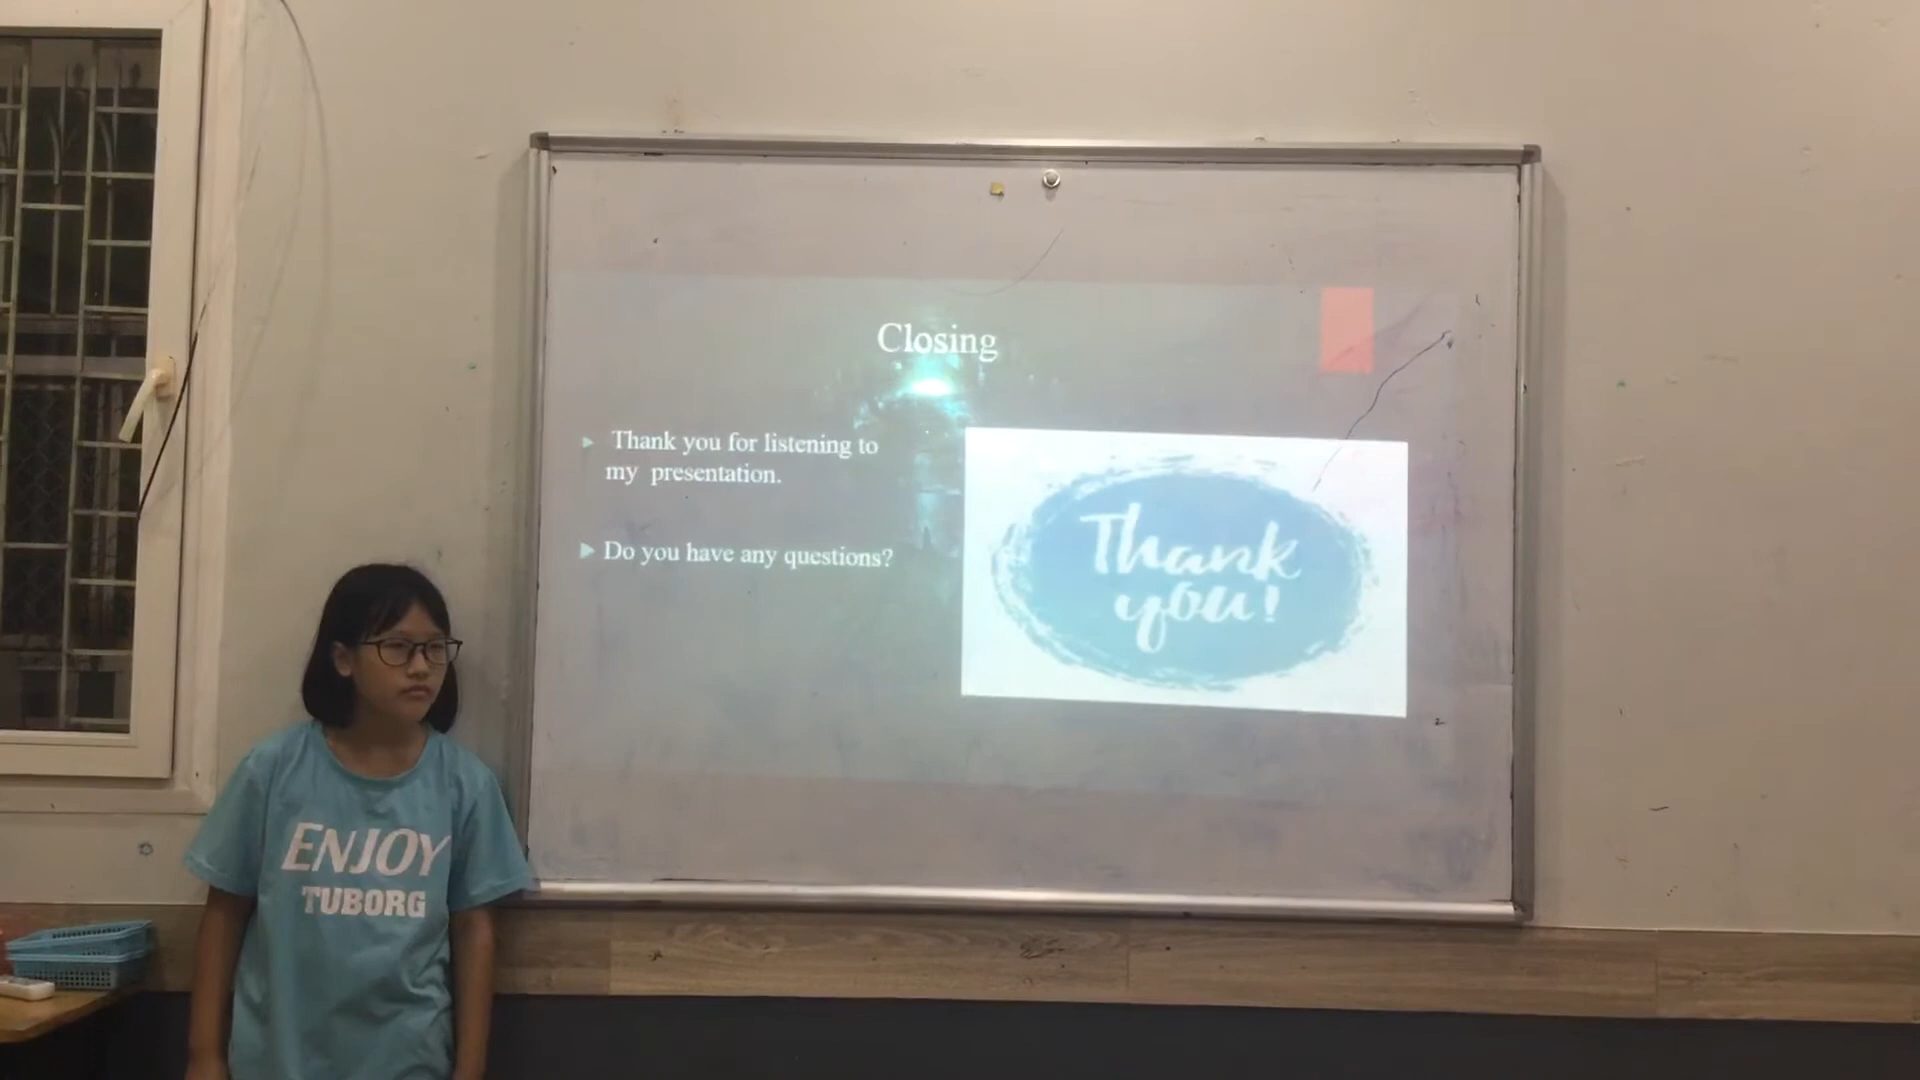 Closing
Thank you for listening to
my presentation.
Do you have any questions?
Thank
you!
ENJOY
TUBORG